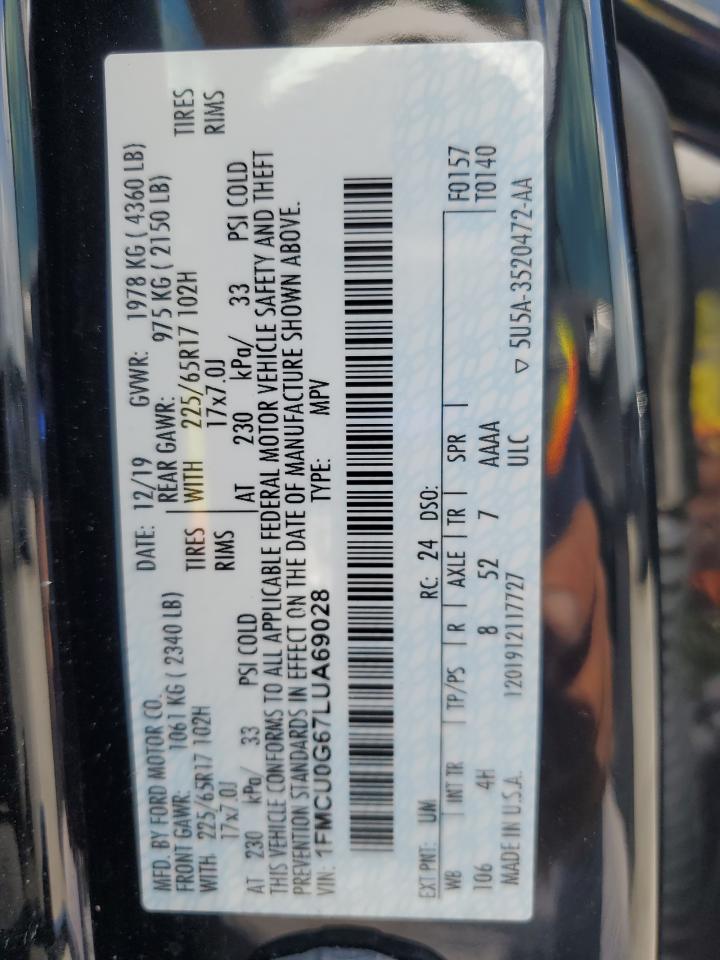 MFD. BY FORD MOTOR CO. DATE: 12/19 GVWR: 1978 KG ( 4360 LB)
FRONT GAWR: 1061 KG ( 2340 LB) REAR GAWR: 975 KG ( 2150 LB)
WITH 225/65R17 102H TIRES WITH 225/65R17 102H TIRES
17x7.0J RIMS 17x7.0J RIMS
AT 230 kPa/ 33 PSI COLD AT 230 kPa/ 33 PSI COLD
THIS VEHICLE CONFORMS TO ALL APPLICABLE FEDERAL MOTOR VEHICLE SAFETY AND THEFT
PREVENTION STANDARDS IN EFFECT ON THE DATE OF MANUFACTURE SHOWN ABOVE.
VIN: 1FMCU0G67LUA69028 TYPE: MPV
EXT PNT: UM RC: 24 DSO: F0157
WB INT TR TP/PS R AXLE TR SPR T0140
106 4H 8 52 7 AAAA
MADE IN U.S.A. 1201912117727 ULC
▽ 5U5A-3520472-AA